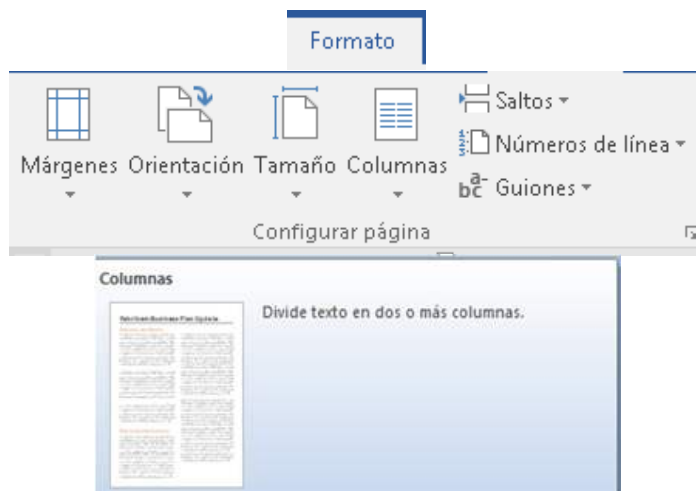 Formato
Saltos
Números de línea
Márgenes Orientación Tamaño Columnas
Guiones
Configurar página
Columnas
Divide texto en dos o más columnas.